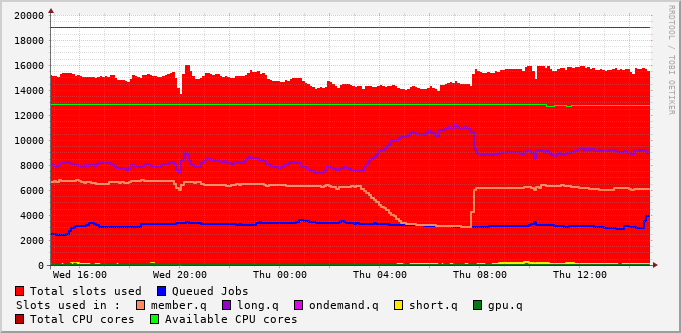 20000
18000
16000
14000
12000
10000
8000
6000
4000
2000
0
Wed 16:00 Wed 20:00 Thu 00:00 Thu 04:00 Thu 08:00 Thu 12:00
RRDTOOL / TOBI OETIKER
Total slots used Queued Jobs
Slots used in : member.q long.q ondemand.q short.q gpu.q
Total CPU cores Available CPU cores